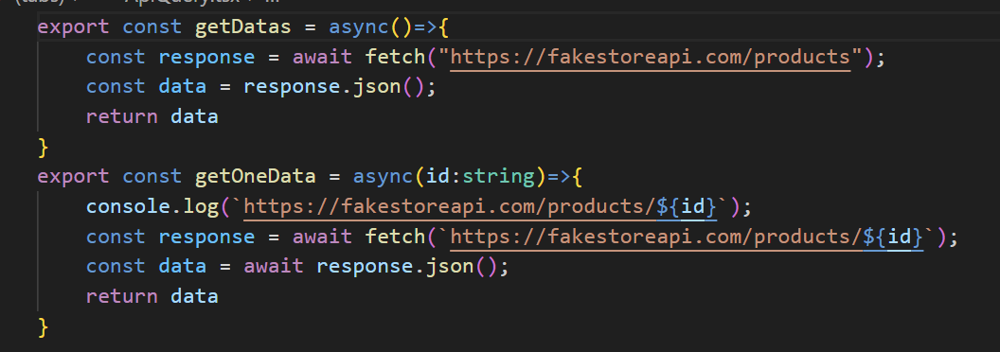 export const getDatas = async()=>{
    const response = await fetch("https://fakestoreapi.com/products");
    const data = response.json();
    return data
}
export const getOneData = async(id:string)=>{
    console.log(`https://fakestoreapi.com/products/${id}`);
    const response = await fetch(`https://fakestoreapi.com/products/${id}`);
    const data = await response.json();
    return data
}